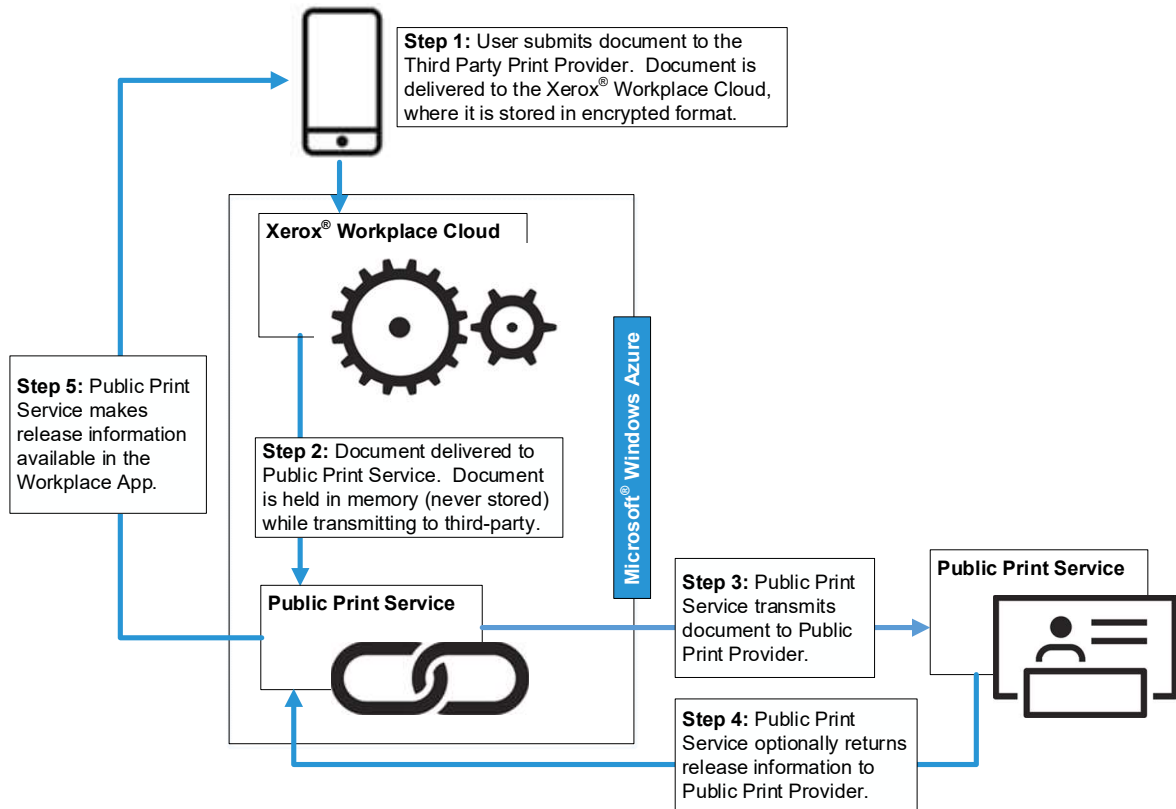 Step 1: User submits document to the
Third Party Print Provider.  Document is
delivered to the Xerox® Workplace Cloud,
where it is stored in encrypted format.
Xerox® Workplace Cloud
Microsoft® Windows Azure
Step 5: Public Print
Service makes
release information
available in the
Workplace App.
Step 2: Document delivered to
Public Print Service.  Document
is held in memory (never stored)
while transmitting to third-party.
Public Print Service
Step 3: Public Print
Service transmits
document to Public
Print Provider.
Public Print Service
Step 4: Public Print
Service optionally returns
release information to
Public Print Provider.